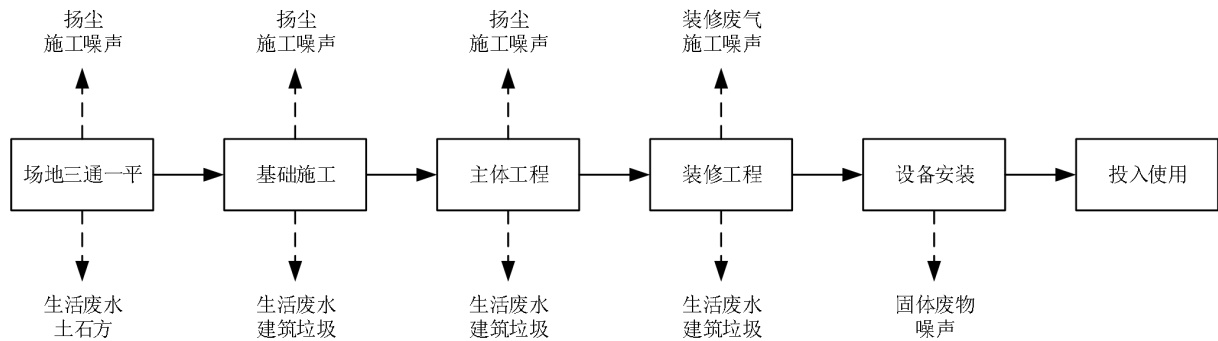 扬尘
施工噪声
扬尘
施工噪声
扬尘
施工噪声
装修废气
施工噪声
场地三通一平
基础施工
主体工程
装修工程
设备安装
投入使用
生活废水
土石方
生活废水
建筑垃圾
生活废水
建筑垃圾
生活废水
建筑垃圾
固体废物
噪声